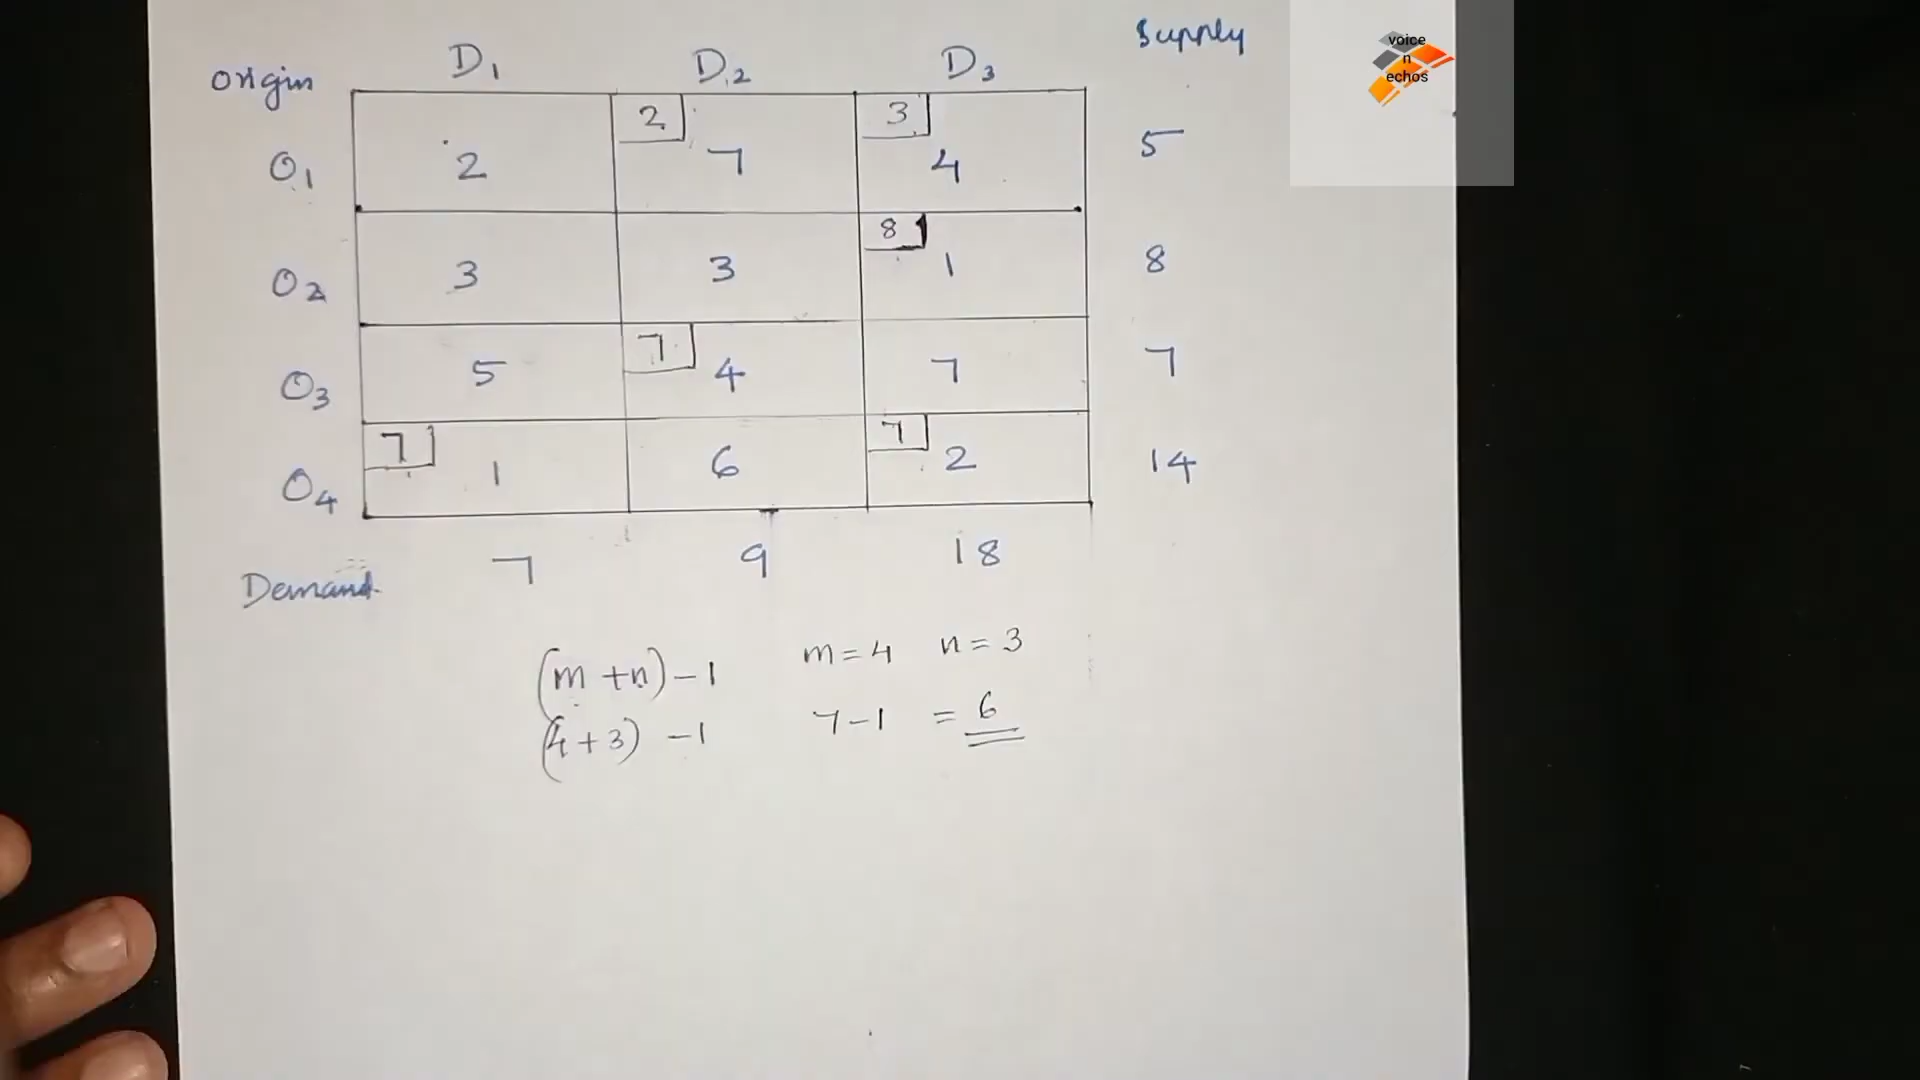 Supply
Origin D1 D2 D3
voice
n
echos
2 3
O1 2 7 4 5
8
O2 3 3 1 8
7
O3 5 4 7 7
7 7
O4 1 6 2 14
Demand 7 9 18
(m+n)-1 m=4 n=3
(4+3)-1 7-1 = 6